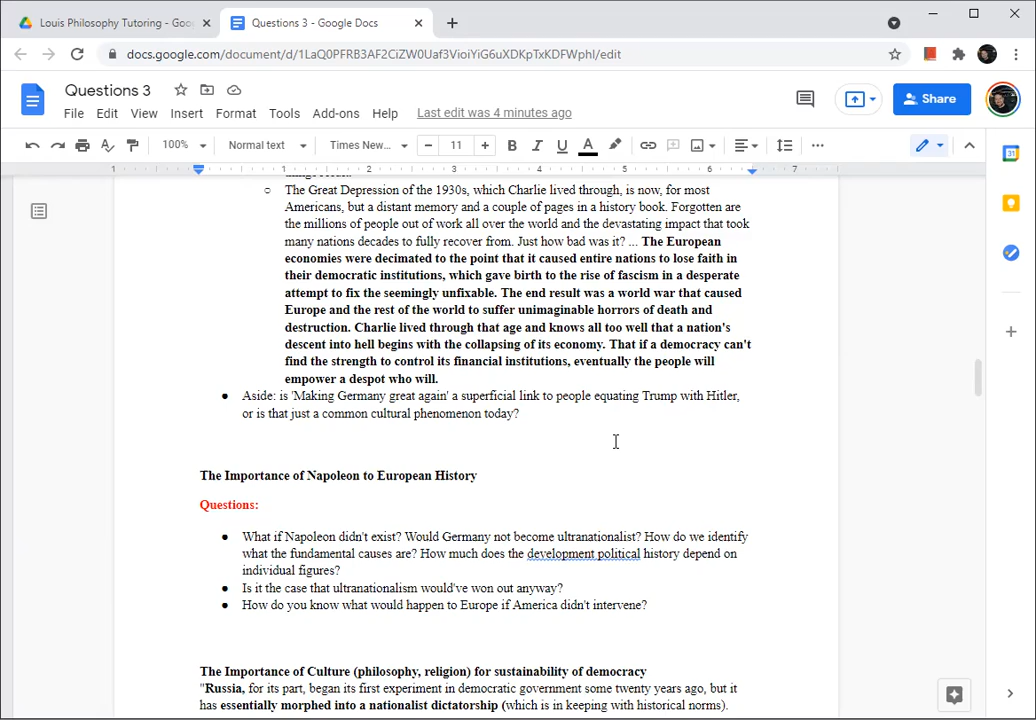 Louis Philosophy Tutoring - Goo
Questions 3 - Google Docs
docs.google.com/document/d/1LaQ0PFRB3AF2CiZW0Uaf3VioiYiG6uXDKpTxKDFWphI/edit
Questions 3
File Edit View Insert Format Tools Add-ons Help Last edit was 4 minutes ago
Share
100% Normal text Times New... 11 B I U A
1 1 2 3 4 5 6 7
31
The Great Depression of the 1930s, which Charlie lived through, is now, for most
Americans, but a distant memory and a couple of pages in a history book. Forgotten are
the millions of people out of work all over the world and the devastating impact that took
many nations decades to fully recover from. Just how bad was it? ... The European
economies were decimated to the point that it caused entire nations to lose faith in
their democratic institutions, which gave birth to the rise of fascism in a desperate
attempt to fix the seemingly unfixable. The end result was a world war that caused
Europe and the rest of the world to suffer unimaginable horrors of death and
destruction. Charlie lived through that age and knows all too well that a nation's
descent into hell begins with the collapsing of its economy. That if a democracy can't
find the strength to control its financial institutions, eventually the people will
empower a despot who will.
● Aside: is 'Making Germany great again' a superficial link to people equating Trump with Hitler,
or is that just a common cultural phenomenon today?
The Importance of Napoleon to European History
Questions:
● What if Napoleon didn't exist? Would Germany not become ultranationalist? How do we identify
what the fundamental causes are? How much does the development political history depend on
individual figures?
● Is it the case that ultranationalism would've won out anyway?
● How do you know what would happen to Europe if America didn't intervene?
The Importance of Culture (philosophy, religion) for sustainability of democracy
"Russia, for its part, began its first experiment in democratic government some twenty years ago, but it
has essentially morphed into a nationalist dictatorship (which is in keeping with historical norms).